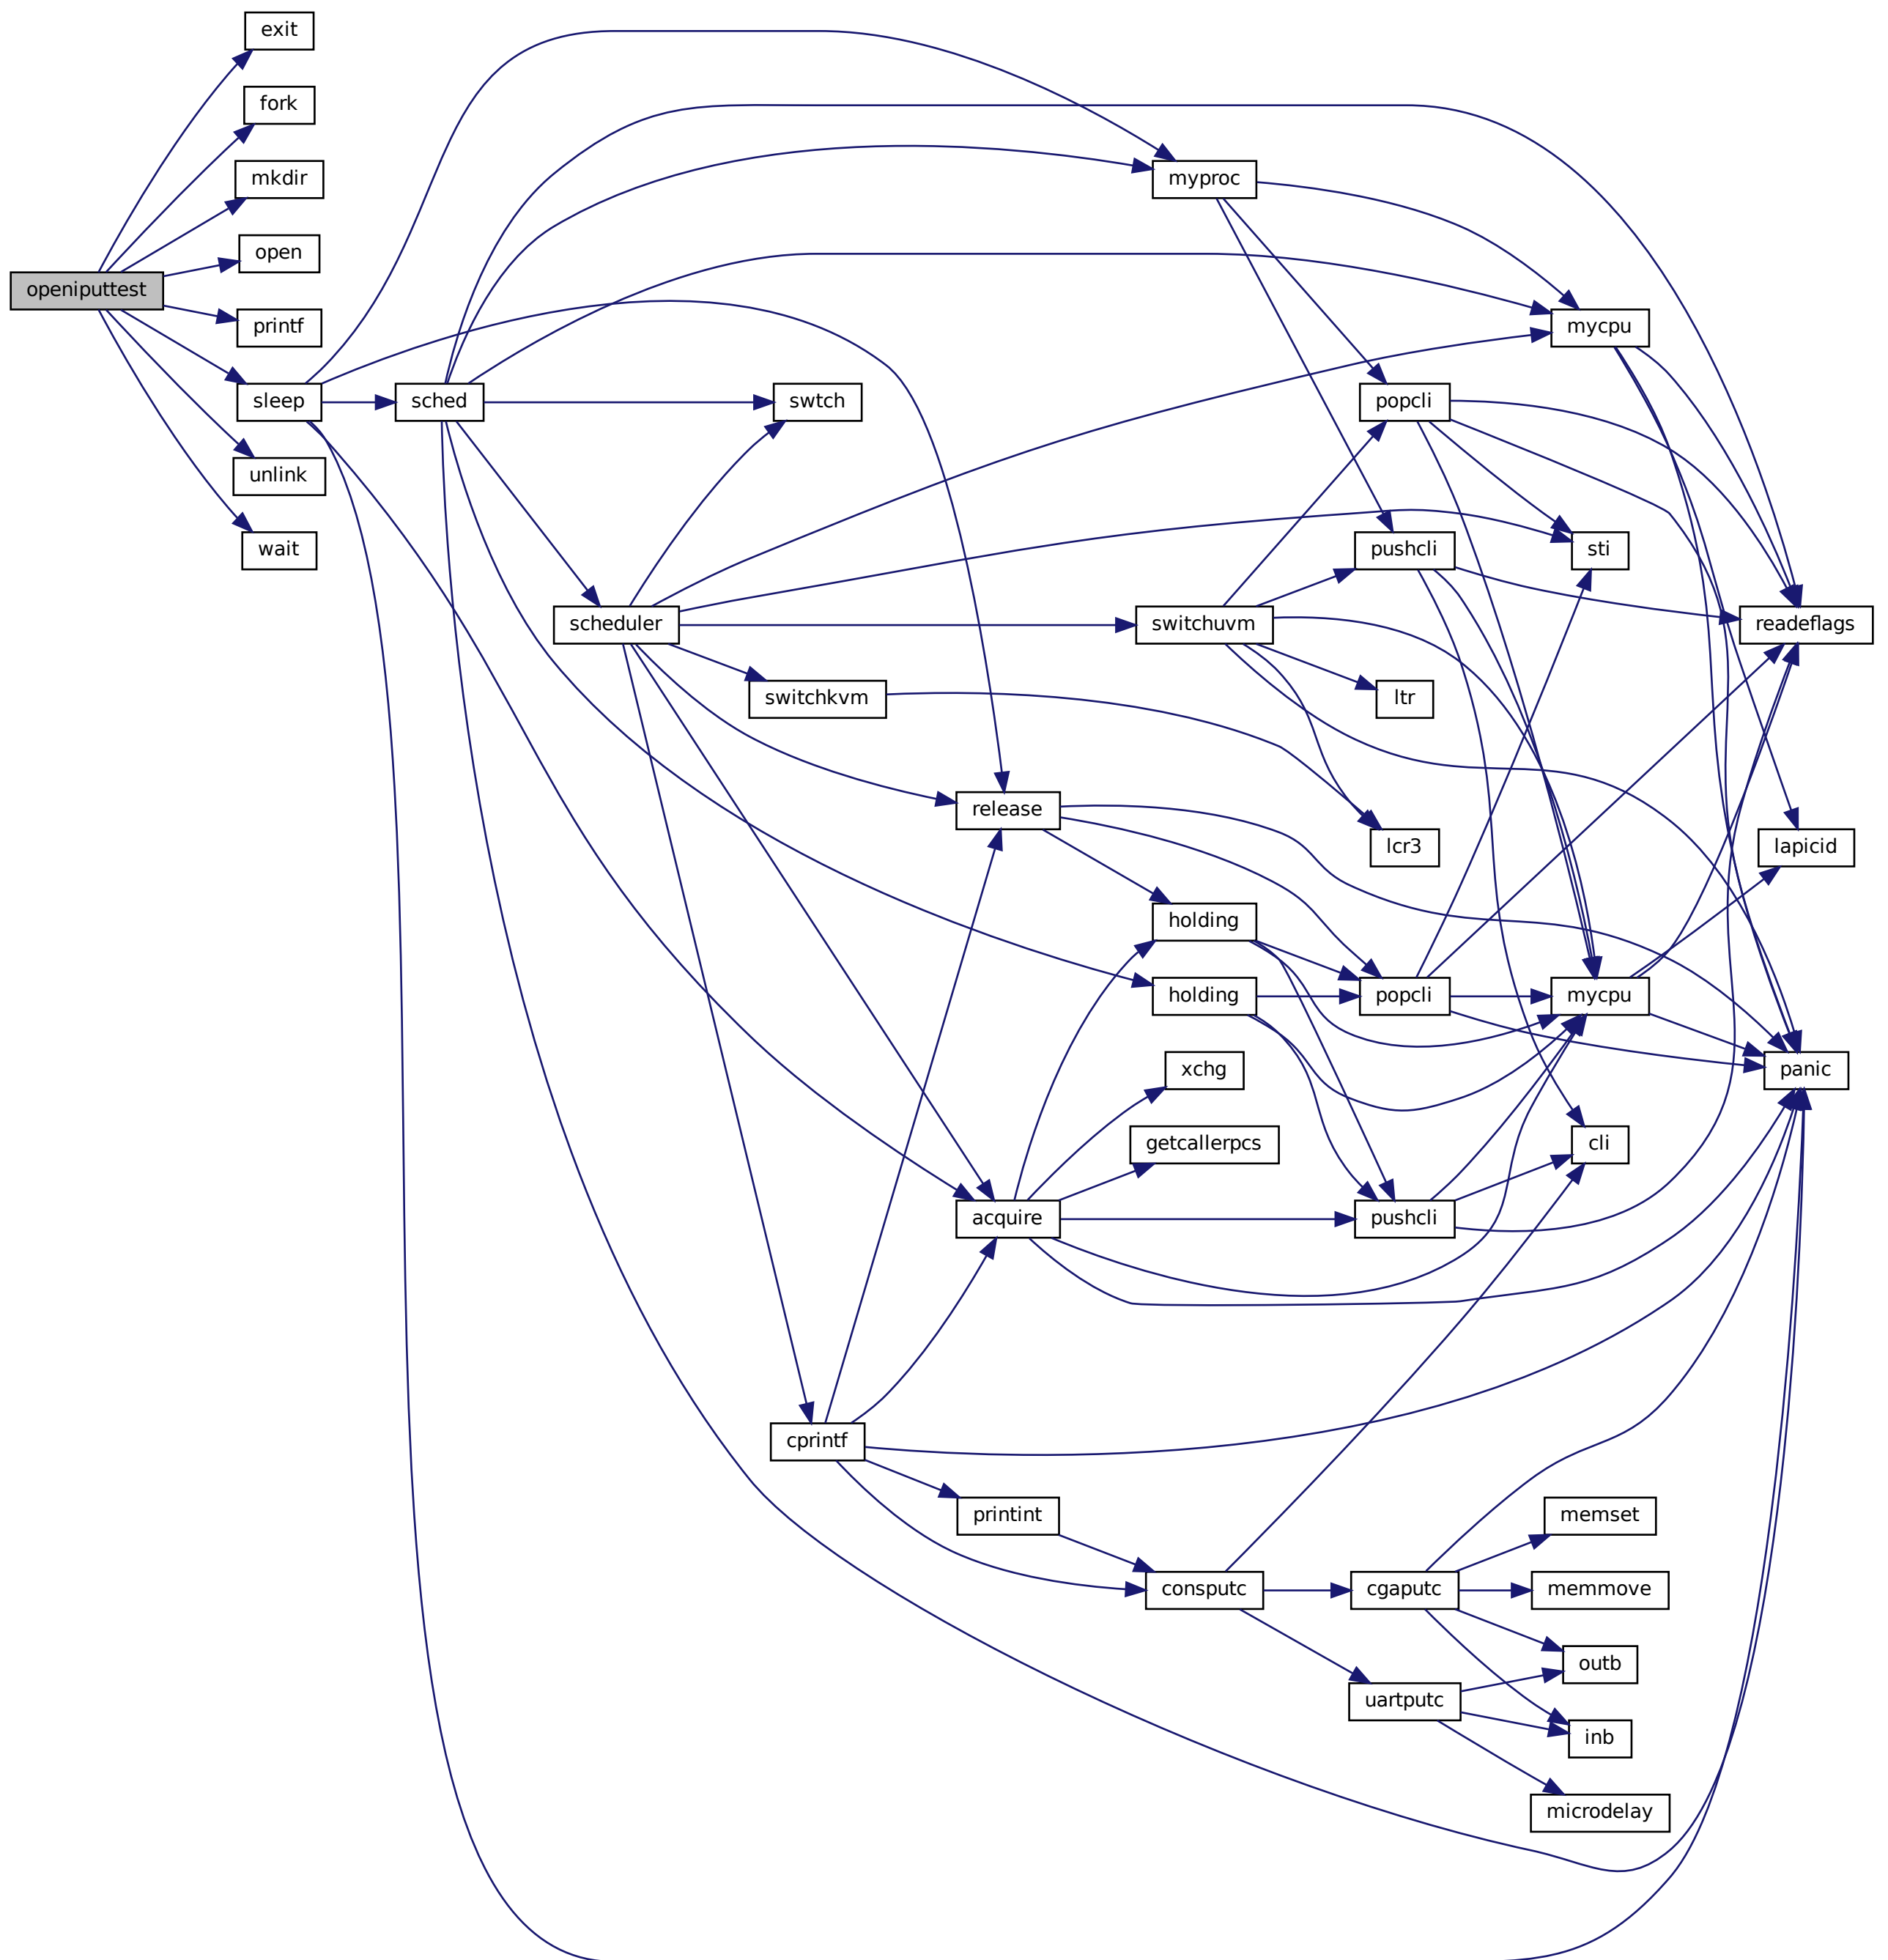 exit
fork
mkdir
open
openiputtest
printf
sleep
unlink
wait
sched
swtch
scheduler
switchkvm
myproc
mycpu
popcli
pushcli
sti
switchuvm
readeflags
ltr
lcr3
release
lapicid
holding
holding
popcli
mycpu
xchg
panic
getcallerpcs
cli
acquire
pushcli
cprintf
printint
memset
consputc
cgaputc
memmove
outb
uartputc
inb
microdelay